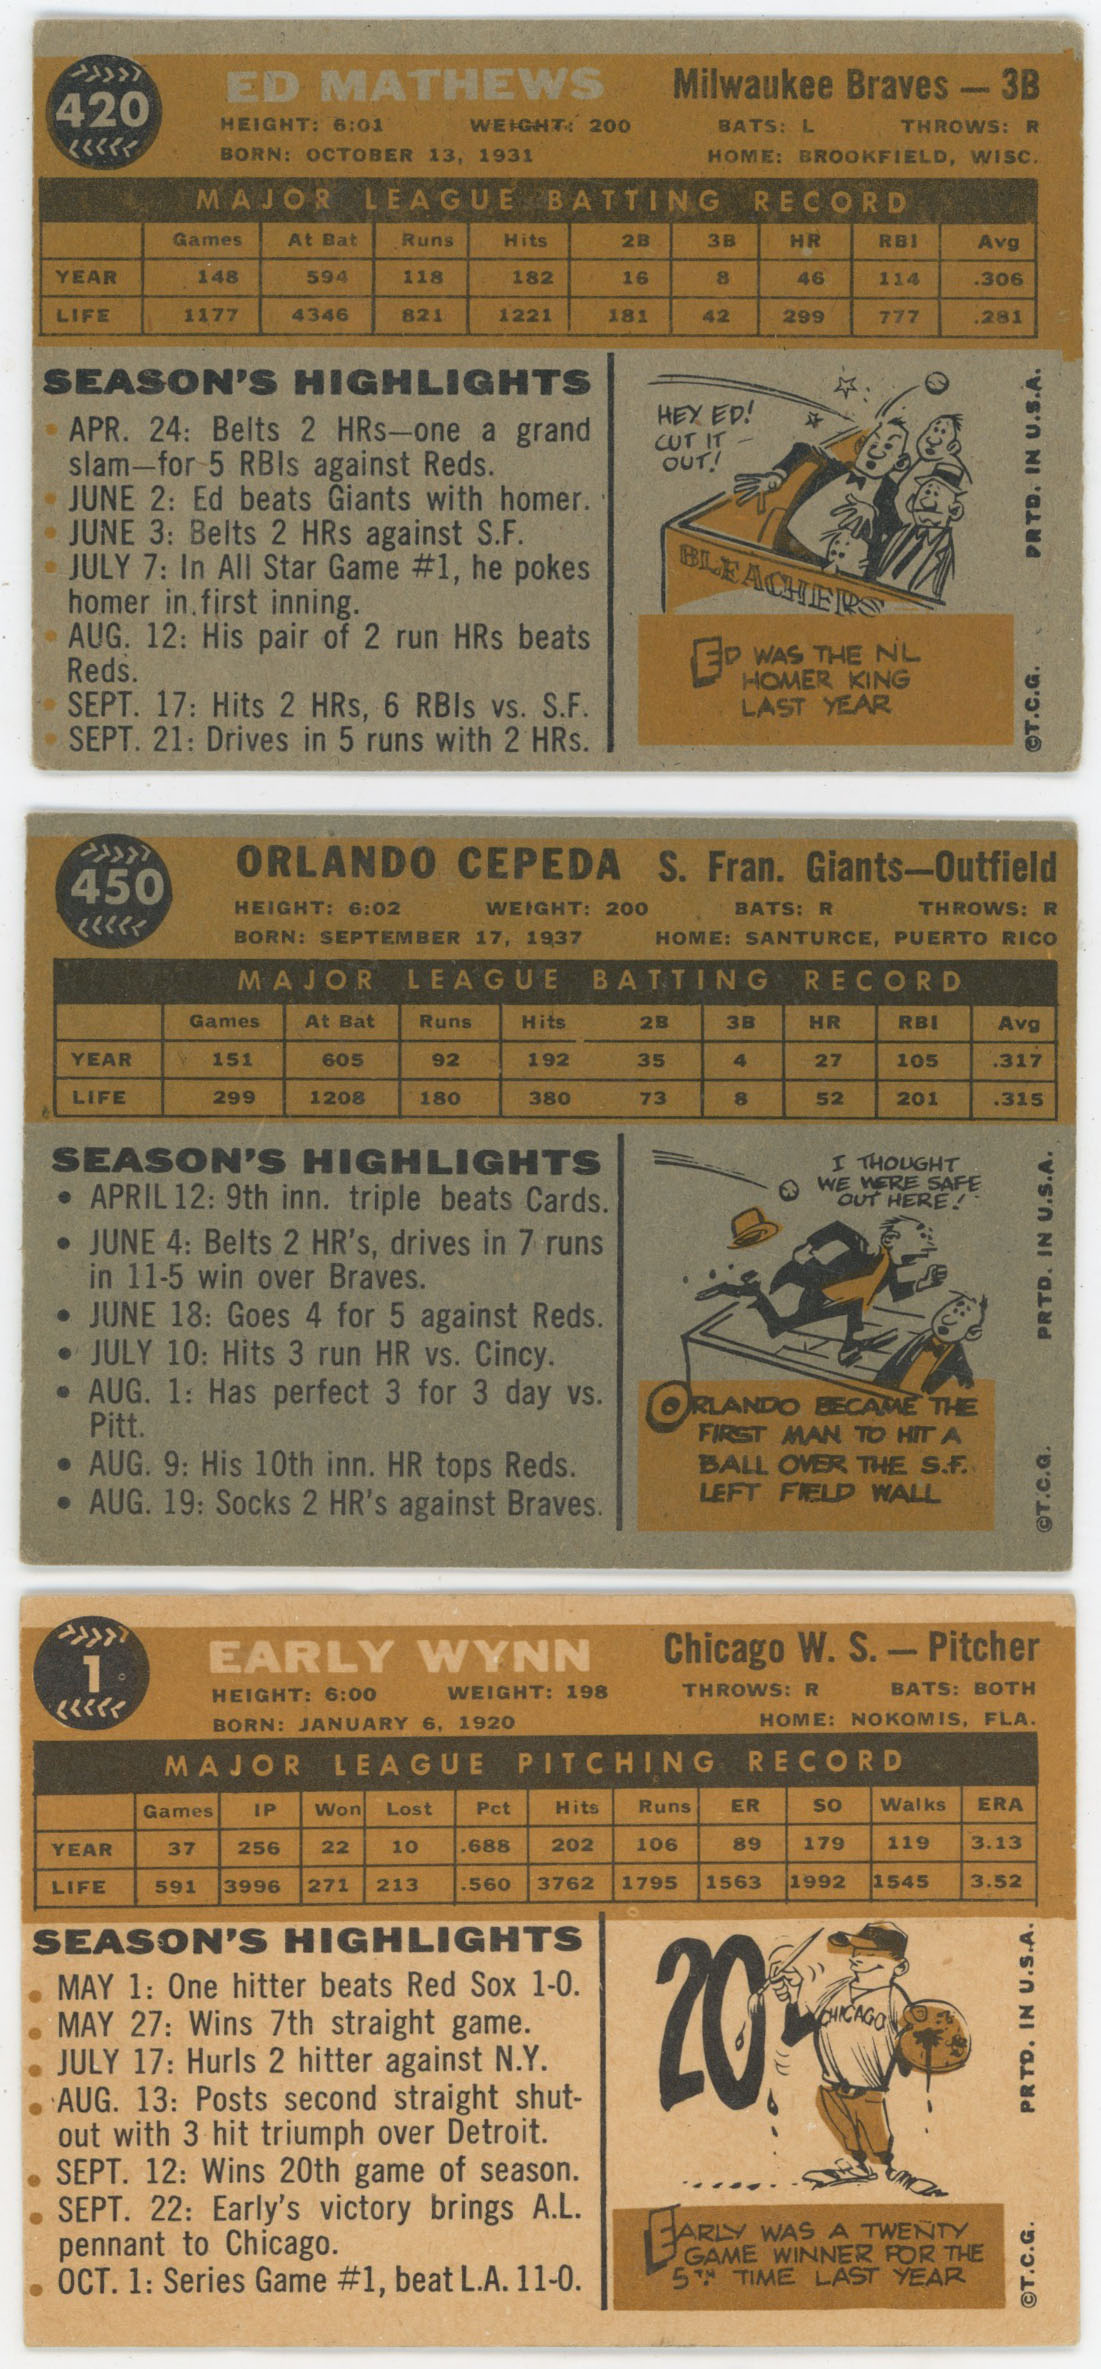 420
ED MATHEWS Milwaukee Braves — 3B
HEIGHT: 6:01 WEIGHT: 200 BATS: L THROWS: R
BORN: OCTOBER 13, 1931 HOME: BROOKFIELD, WISC.
MAJOR LEAGUE BATTING RECORD
Games At Bat Runs Hits 2B 3B HR RBI Avg
YEAR 148 594 118 182 16 8 46 114 .306
LIFE 1177 4346 821 1221 181 42 299 777 .281
SEASON'S HIGHLIGHTS
• APR. 24: Belts 2 HRs—one a grand
slam—for 5 RBIs against Reds.
• JUNE 2: Ed beats Giants with homer.
• JUNE 3: Belts 2 HRs against S.F.
• JULY 7: In All Star Game #1, he pokes
homer in first inning.
• AUG. 12: His pair of 2 run HRs beats
Reds.
• SEPT. 17: Hits 2 HRs, 6 RBIs vs. S.F.
• SEPT. 21: Drives in 5 runs with 2 HRs.
HEY ED!
CUT IT
OUT!
BLEACHERS
ED WAS THE NL
HOMER KING
LAST YEAR
©T.C.G. PRTD. IN U.S.A.
450
ORLANDO CEPEDA S. Fran. Giants—Outfield
HEIGHT: 6:02 WEIGHT: 200 BATS: R THROWS: R
BORN: SEPTEMBER 17, 1937 HOME: SANTURCE, PUERTO RICO
MAJOR LEAGUE BATTING RECORD
Games At Bat Runs Hits 2B 3B HR RBI Avg
YEAR 151 605 92 192 35 4 27 105 .317
LIFE 299 1208 180 380 73 8 52 201 .315
SEASON'S HIGHLIGHTS
• APRIL 12: 9th inn. triple beats Cards.
• JUNE 4: Belts 2 HR's, drives in 7 runs
in 11-5 win over Braves.
• JUNE 18: Goes 4 for 5 against Reds.
• JULY 10: Hits 3 run HR vs. Cincy.
• AUG. 1: Has perfect 3 for 3 day vs.
Pitt.
• AUG. 9: His 10th inn. HR tops Reds.
• AUG. 19: Socks 2 HR's against Braves.
I THOUGHT
WE WERE SAFE
OUT HERE!
ORLANDO BECAME THE
FIRST MAN TO HIT A
BALL OVER THE S.F.
LEFT FIELD WALL
©T.C.G. PRTD. IN U.S.A.
1
EARLY WYNN Chicago W. S. — Pitcher
HEIGHT: 6:00 WEIGHT: 198 THROWS: R BATS: BOTH
BORN: JANUARY 6, 1920 HOME: NOKOMIS, FLA.
MAJOR LEAGUE PITCHING RECORD
Games IP Won Lost Pct Hits Runs ER SO Walks ERA
YEAR 37 256 22 10 .688 202 106 89 179 119 3.13
LIFE 591 3996 271 213 .560 3762 1795 1563 1992 1545 3.52
SEASON'S HIGHLIGHTS
• MAY 1: One hitter beats Red Sox 1-0.
• MAY 27: Wins 7th straight game.
• JULY 17: Hurls 2 hitter against N.Y.
• AUG. 13: Posts second straight shut-
out with 3 hit triumph over Detroit.
• SEPT. 12: Wins 20th game of season.
• SEPT. 22: Early's victory brings A.L.
pennant to Chicago.
• OCT. 1: Series Game #1, beat L.A. 11-0.
20
CHICAGO
EARLY WAS A TWENTY
GAME WINNER FOR THE
5TH TIME LAST YEAR
©T.C.G. PRTD. IN U.S.A.